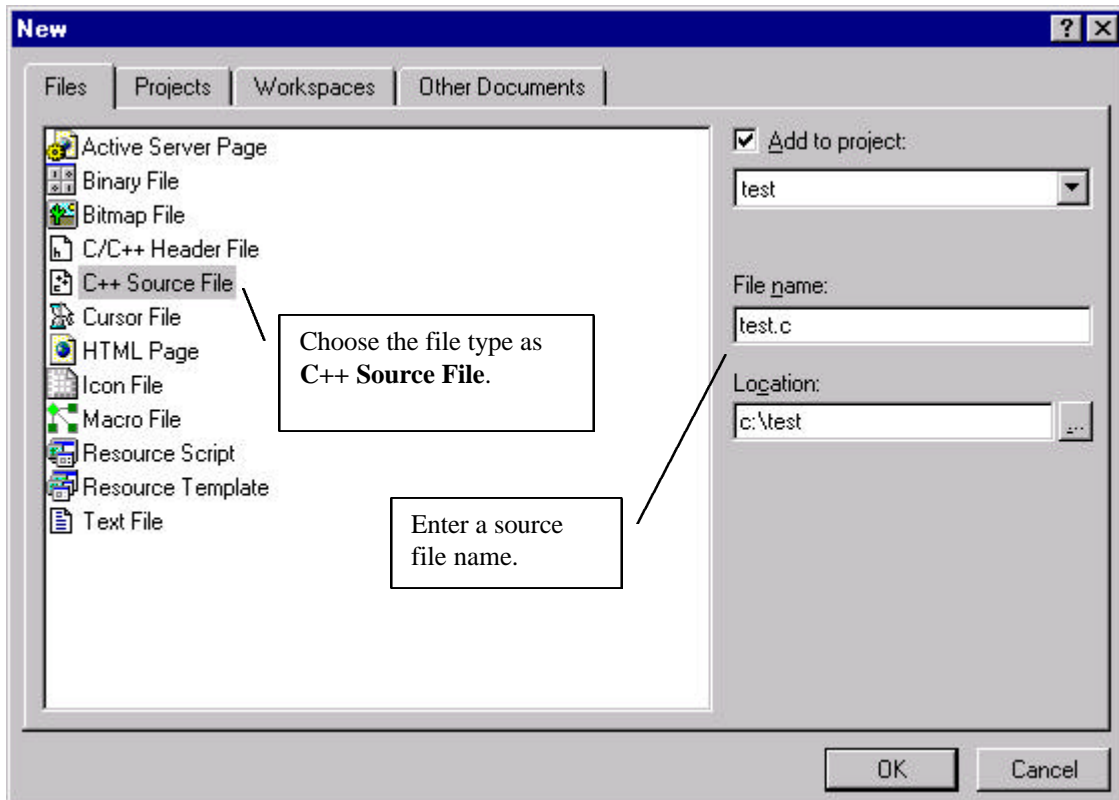 New
Files
Projects
Workspaces
Other Documents
Active Server Page
Binary File
Bitmap File
C/C++ Header File
C++ Source File
Cursor File
HTML Page
Icon File
Macro File
Resource Script
Resource Template
Text File
Choose the file type as
C++ Source File.
Enter a source
file name.
Add to project:
test
File name:
test.c
Location:
c:\test
...
OK
Cancel